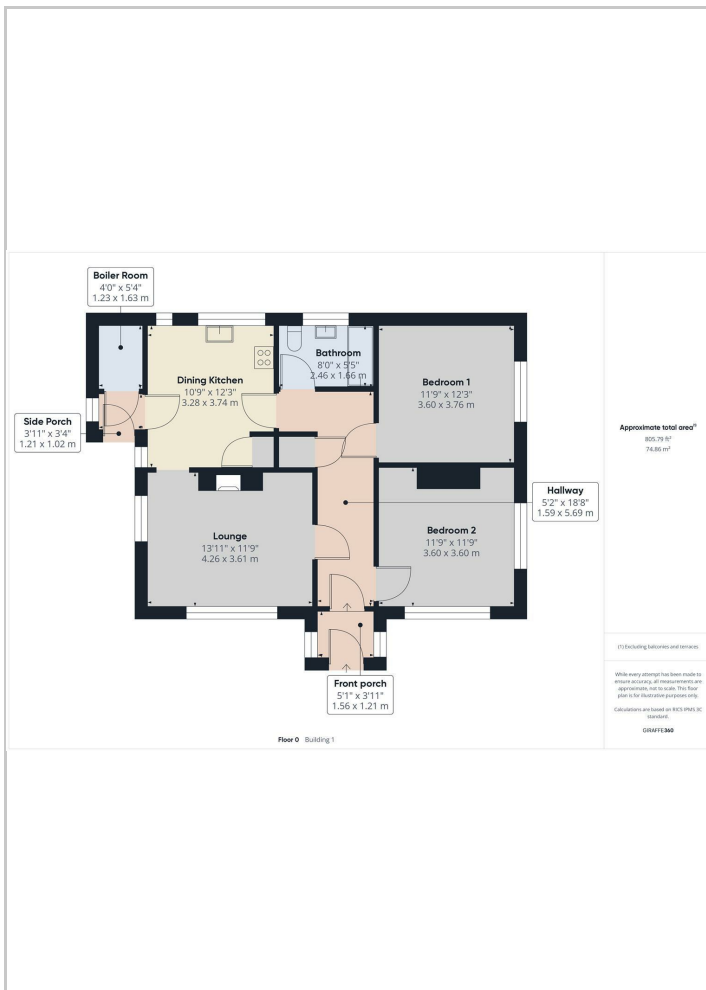 Boiler Room
4'0" x 5'4"
1.23 x 1.63 m
Dining Kitchen
10'9" x 12'3"
3.28 x 3.74 m
Bathroom
8'0" x 5'5"
2.46 x 1.66 m
Bedroom 1
11'9" x 12'3"
3.60 x 3.76 m
Side Porch
3'11" x 3'4"
1.21 x 1.02 m
Hallway
5'2" x 18'8"
1.59 x 5.69 m
Lounge
13'11" x 11'9"
4.26 x 3.61 m
Bedroom 2
11'9" x 11'9"
3.60 x 3.60 m
Front porch
5'1" x 3'11"
1.56 x 1.21 m
Floor 0 Building 1
Approximate total area⁽¹⁾
805.79 ft²
74.86 m²
(1) Excluding balconies and terraces
While every attempt has been made to
ensure accuracy, all measurements are
approximate, not to scale. This floor
plan is for illustrative purposes only.
Calculations are based on RICS IPMS 3C
standard.
GIRAFFE360